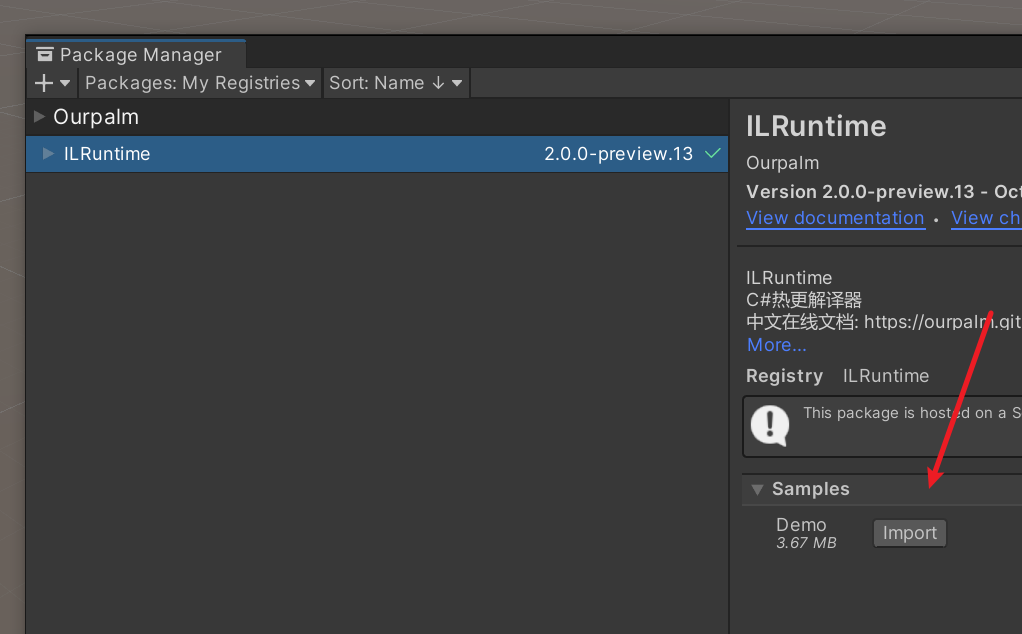 Package Manager
Packages: My Registries
Sort: Name ↓
Ourpalm
ILRuntime 2.0.0-preview.13
ILRuntime
Ourpalm
Version 2.0.0-preview.13 - Oct
View documentation • View ch
ILRuntime
C#热更解译器
中文在线文档: https://ourpalm.git
More...
Registry ILRuntime
This package is hosted on a S
Samples
Demo
3.67 MB
Import